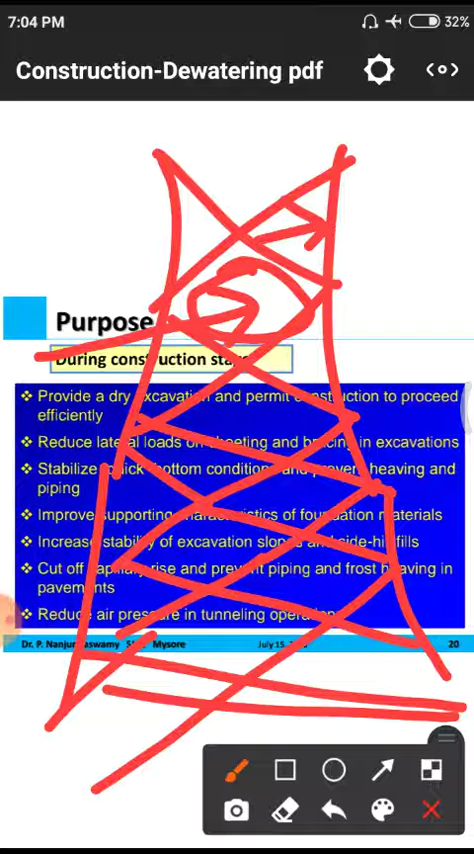 7:04 PM
32%
Construction-Dewatering pdf
Purpose
During construction stage
❖ Provide a dry excavation and permit construction to proceed
efficiently
❖ Reduce lateral loads on sheeting and bracing in excavations
❖ Stabilize quick bottom conditions and prevent heaving and
piping
❖ Improve supporting characteristics of foundation materials
❖ Increase stability of excavation slopes and side-hill fills
❖ Cut off capillary rise and prevent piping and frost heaving in
pavements
❖ Reduce air pressure in tunneling operations
Dr. P. Mysore July 15, 20